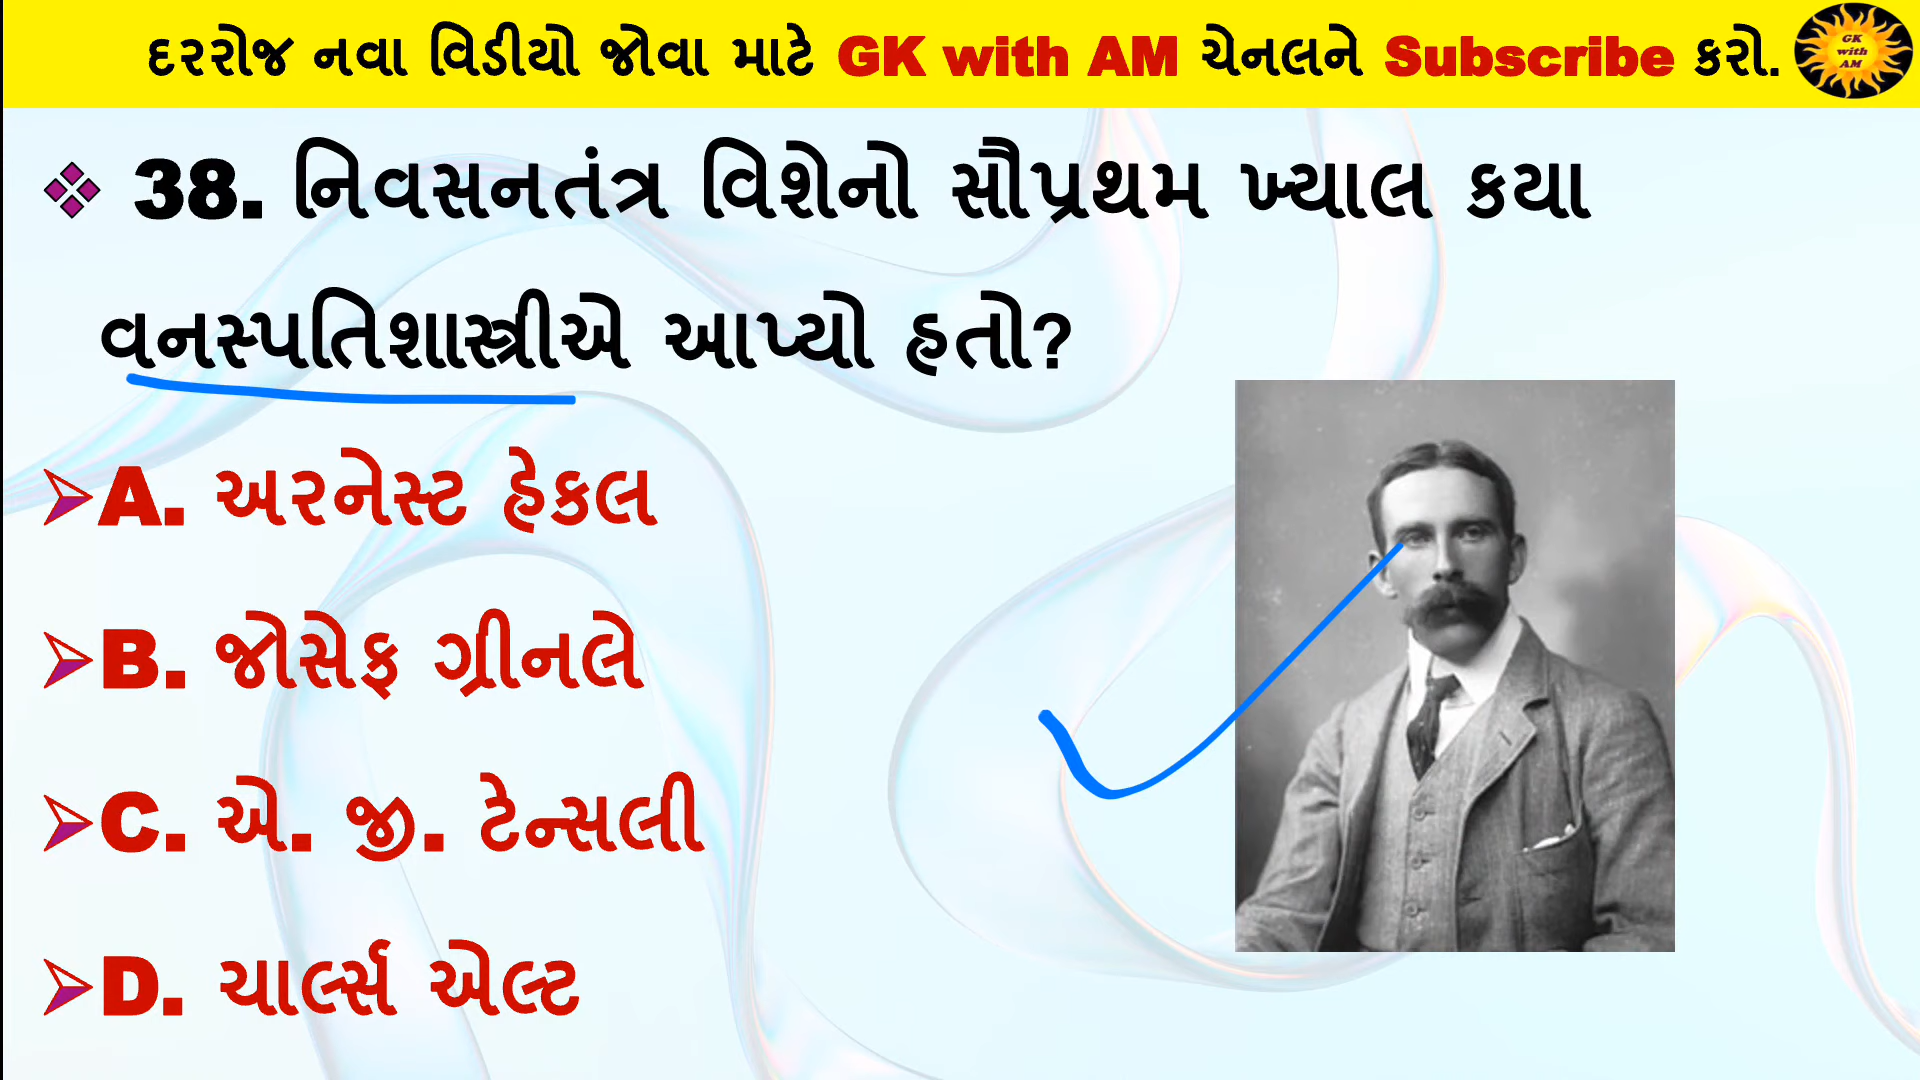 દરરોજ નવા વિડીયો જોવા માટે GK with AM ચેનલને Subscribe કરો.
GK
with
AM
38. નિવસનતંત્ર વિશેનો સૌપ્રથમ ખ્યાલ કયા
વનસ્પતિશાસ્ત્રીએ આપ્યો હતો?
A. અરનેસ્ટ હેકલ
B. જોસેફ ગ્રીનલે
C. એ. જી. ટેન્સલી
D. ચાર્લ્સ એલ્ટ